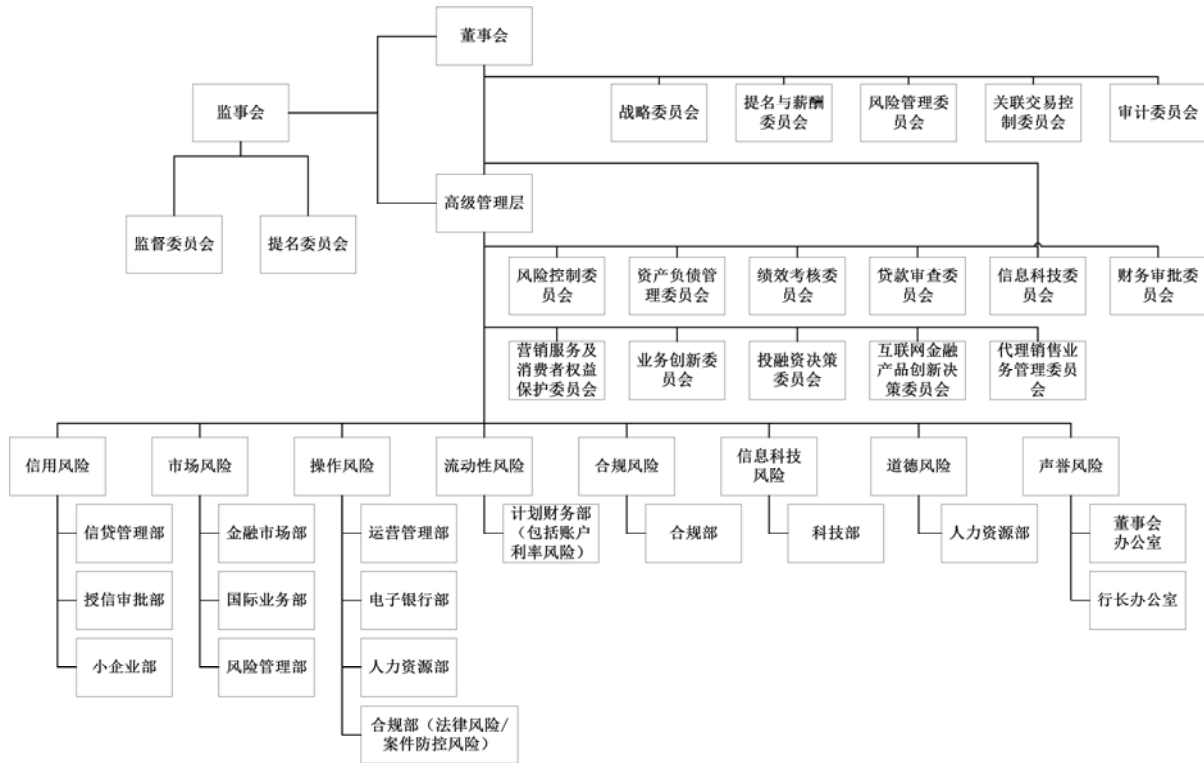 董事会
监事会
战略委员会
提名与薪酬
委员会
风险管理委
员会
关联交易控
制委员会
审计委员会
高级管理层
监督委员会
提名委员会
风险控制委
员会
资产负债管
理委员会
绩效考核委
员会
贷款审查委
员会
信息科技委
员会
财务审批委
员会
营销服务及
消费者权益
保护委员会
业务创新委
员会
投融资决策
委员会
互联网金融
产品创新决
策委员会
代理销售业
务管理委员
会
信用风险
市场风险
操作风险
流动性风险
合规风险
信息科技
风险
道德风险
声誉风险
信贷管理部
金融市场部
运营管理部
计划财务部
（包括账户
利率风险）
合规部
科技部
人力资源部
董事会
办公室
授信审批部
国际业务部
电子银行部
行长办公室
小企业部
风险管理部
人力资源部
合规部（法律风险/
案件防控风险）